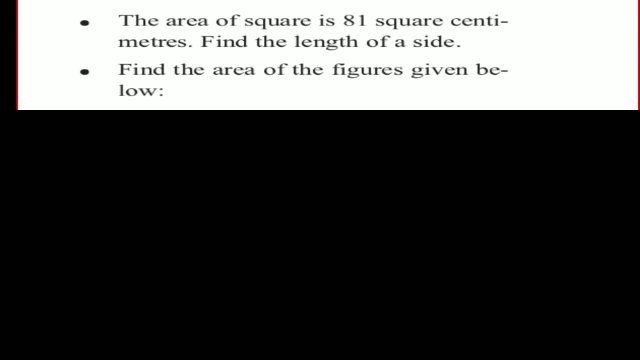 • The area of square is 81 square centi-
metres. Find the length of a side.
• Find the area of the figures given be-
low: